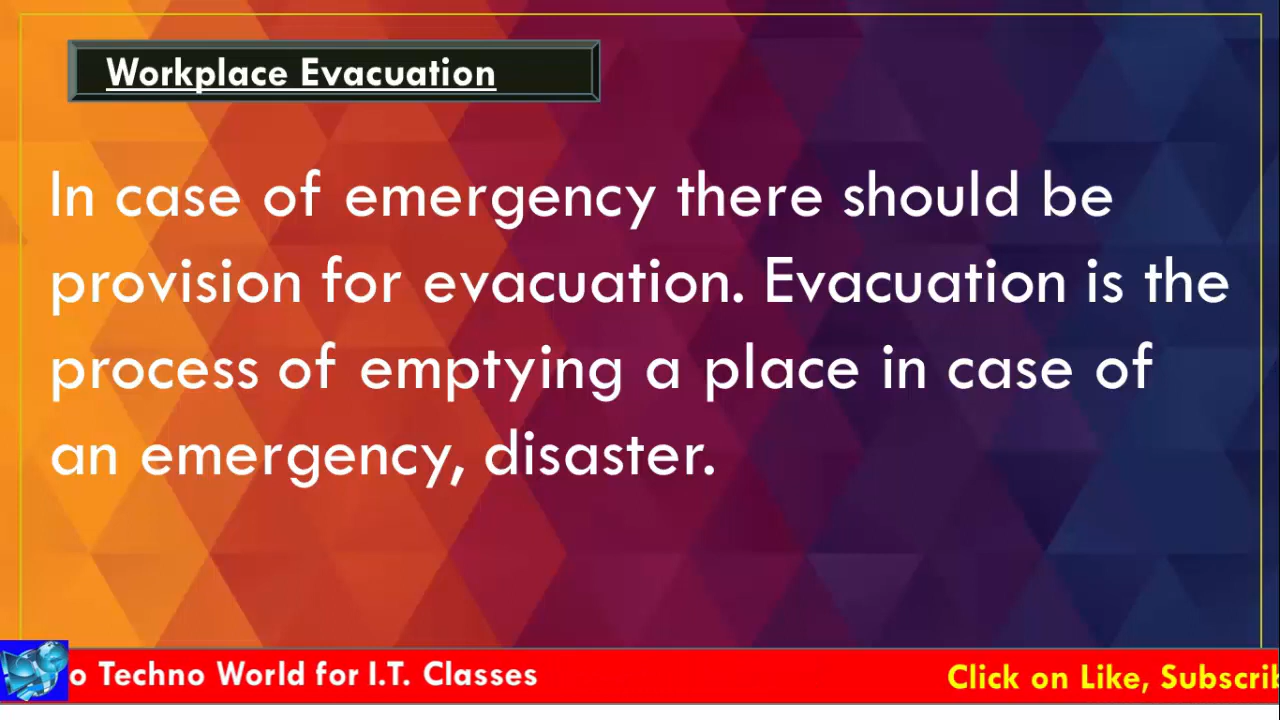 Workplace Evacuation
In case of emergency there should be
provision for evacuation. Evacuation is the
process of emptying a place in case of
an emergency, disaster.
o Techno World for I.T. Classes
Click on Like, Subscrib